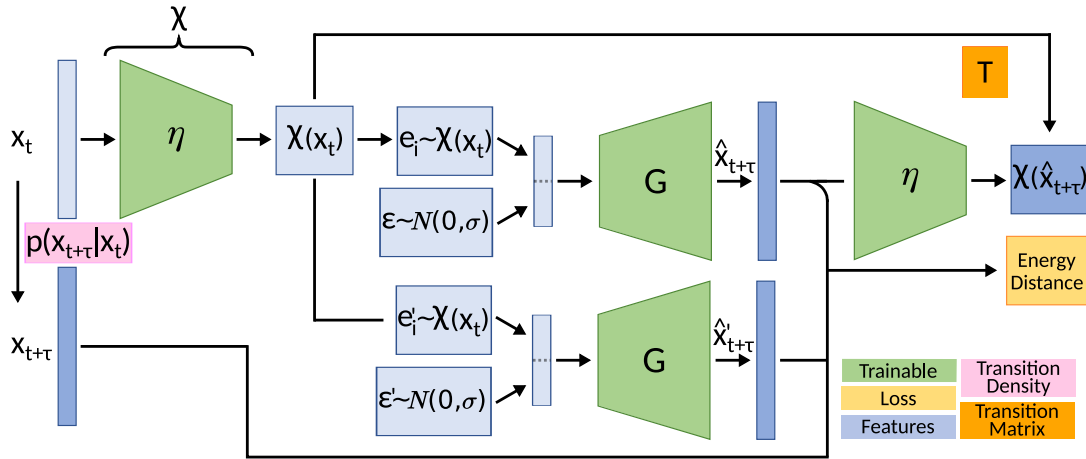 χ
x_t
η
χ(x_t)
e_i~χ(x_t)
ε~N(0,σ)
G
x̂_{t+τ}
η
T
χ(x̂_{t+τ})
p(x_{t+τ}|x_t)
Energy
Distance
x_{t+τ}
e'_i~χ(x_t)
ε'~N(0,σ)
G
x̂'_{t+τ}
Trainable
Loss
Features
Transition
Density
Transition
Matrix